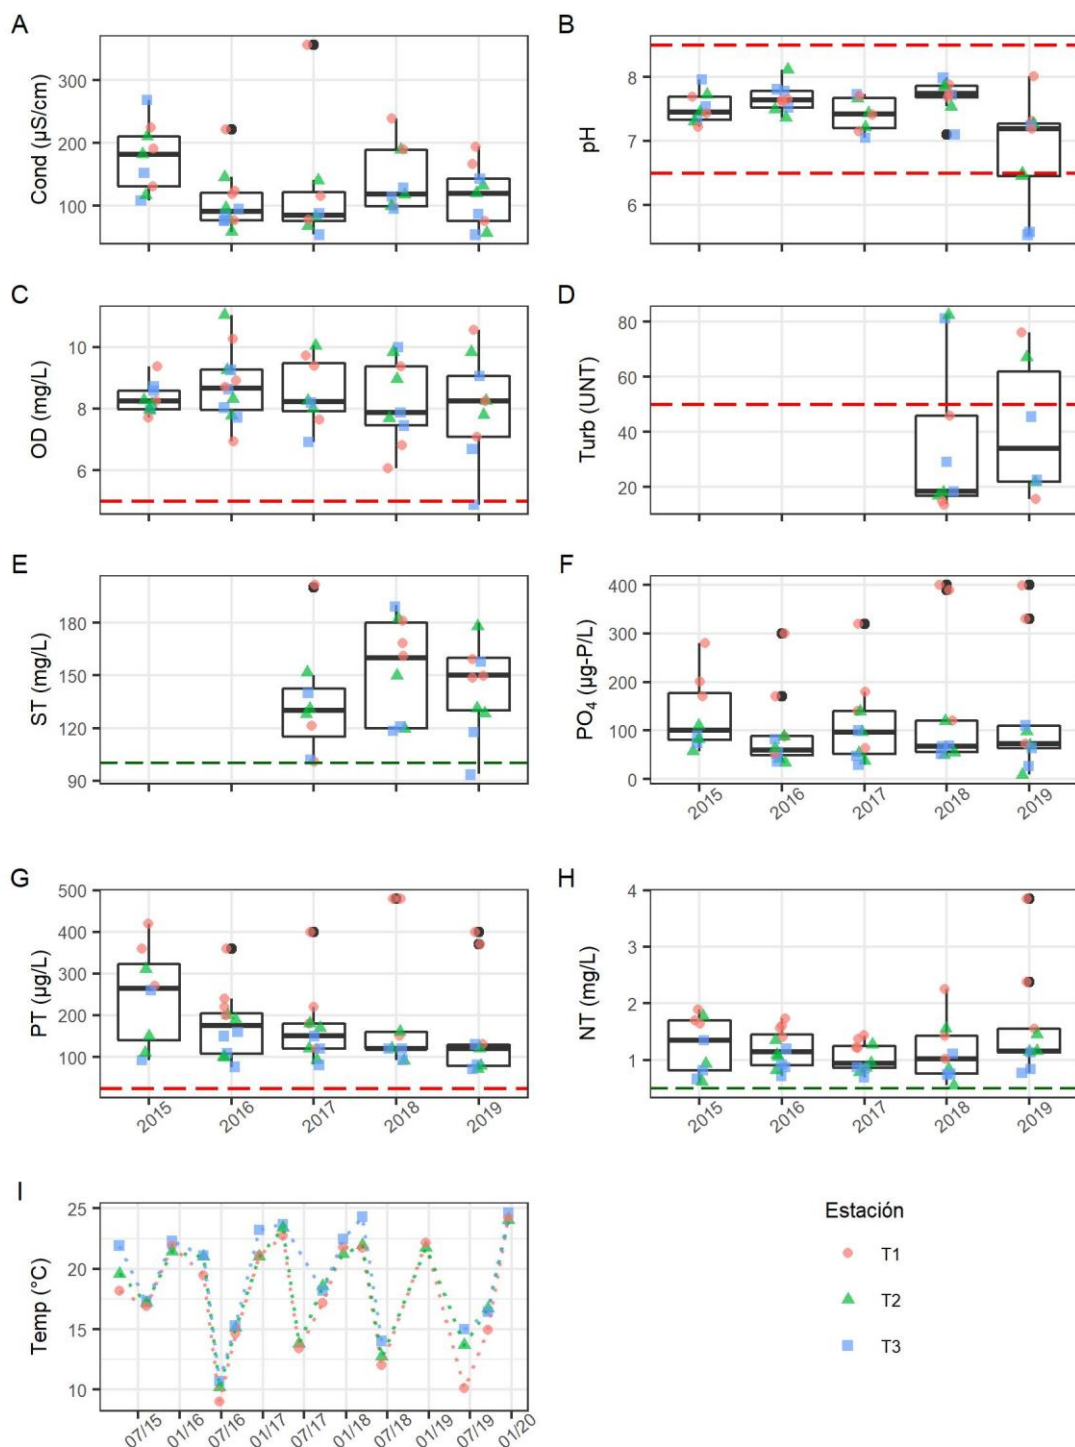 A
Cond (µS/cm)
300
200
100
B
pH
8
7
6
C
OD (mg/L)
10
8
6
D
Turb (UNT)
80
60
40
20
E
ST (mg/L)
180
150
120
90
F
PO4 (µg-P/L)
400
300
200
100
0
2015 2016 2017 2018 2019
G
PT (µg/L)
500
400
300
200
100
2015 2016 2017 2018 2019
H
NT (mg/L)
4
3
2
1
2015 2016 2017 2018 2019
I
Temp (°C)
25
20
15
10
07/15 01/16 07/16 01/17 07/17 01/18 07/18 01/19 07/19 01/20
Estación
T1
T2
T3